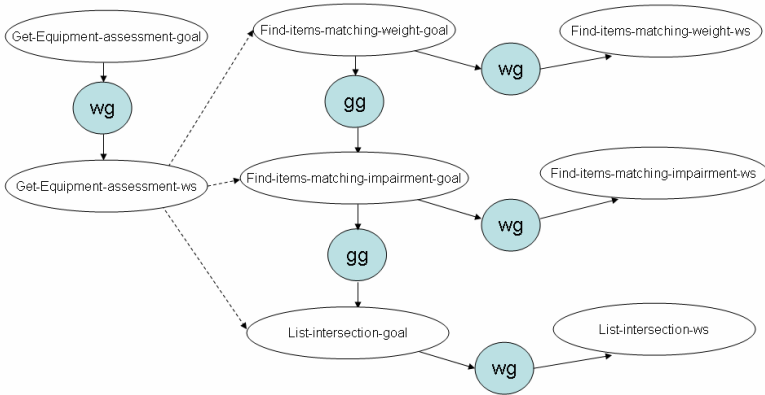 Get-Equipment-assessment-goal
Find-items-matching-weight-goal
Find-items-matching-weight-ws
wg
wg
gg
Get-Equipment-assessment-ws
Find-items-matching-impairment-goal
Find-items-matching-impairment-ws
wg
gg
List-intersection-goal
List-intersection-ws
wg